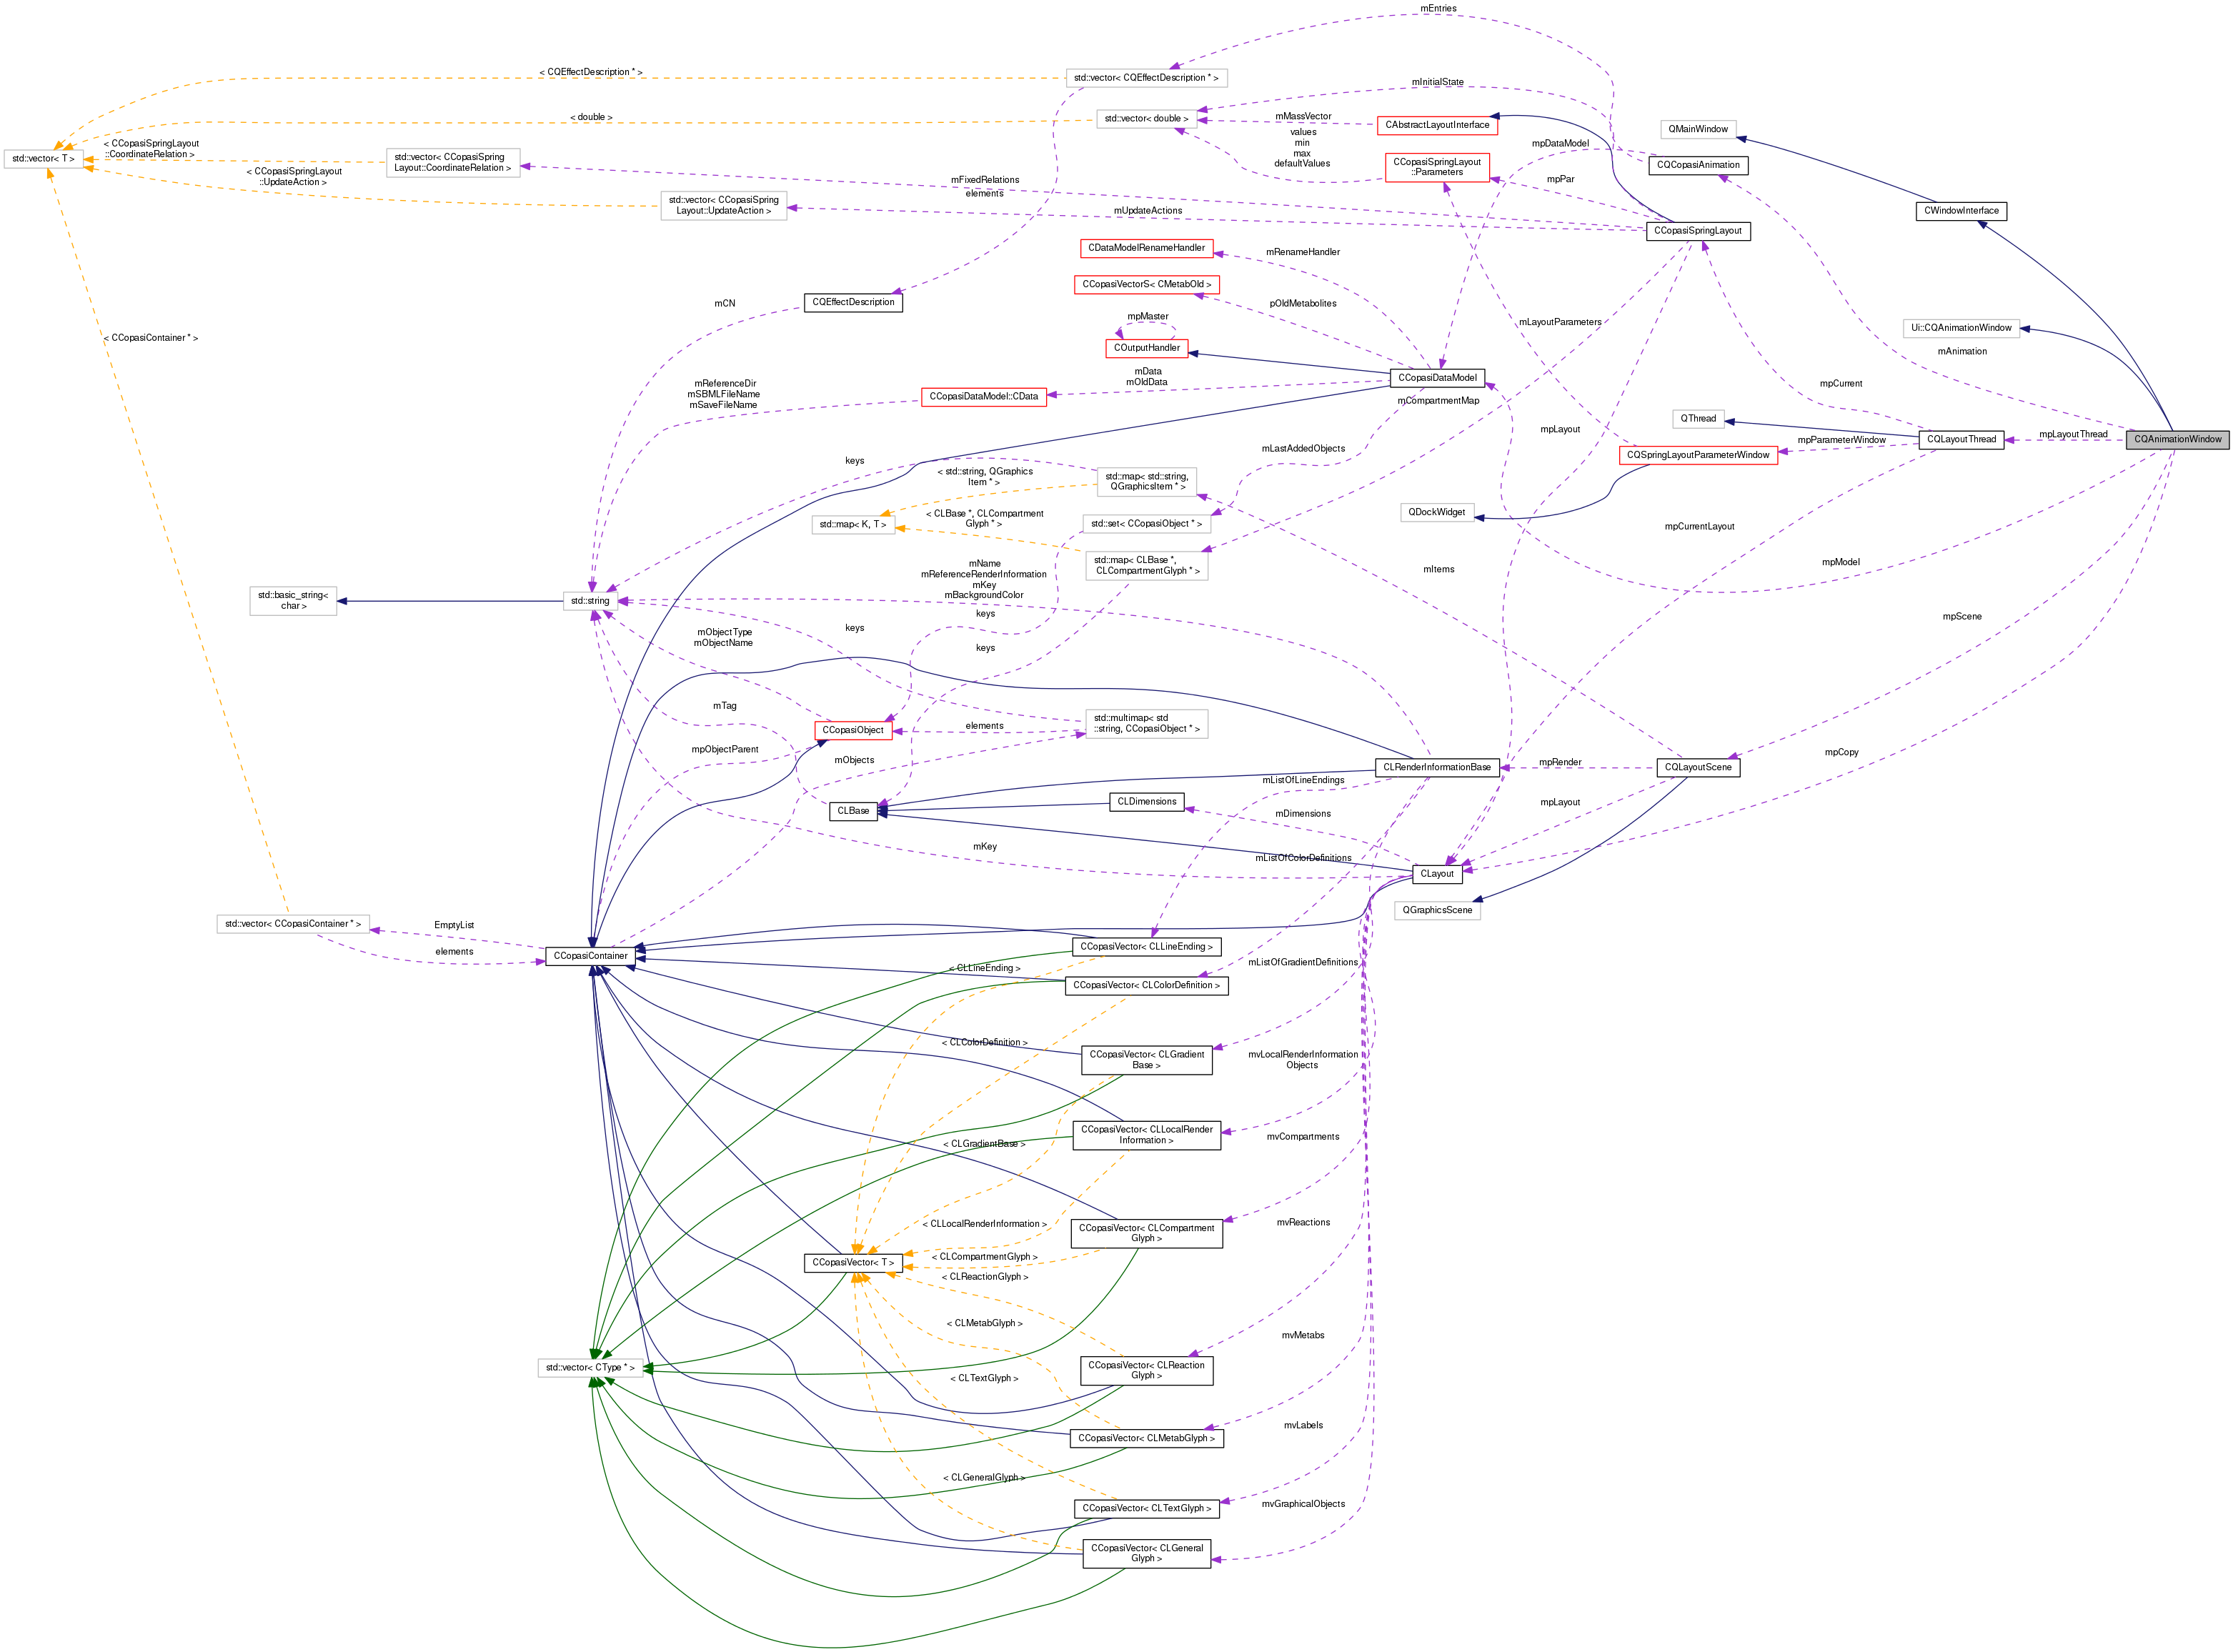 mEntries
< CQEffectDescription * >
std::vector< CQEffectDescription * >
mInitialState
< double >
std::vector< double >
mMassVector
CAbstractLayoutInterface
QMainWindow
values
min
max
defaultValues
mpDataModel
CQCopasiAnimation
std::vector< T >
< CCopasiSpringLayout
::CoordinateRelation >
std::vector< CCopasiSpring
Layout::CoordinateRelation >
CCopasiSpringLayout
::Parameters
mpPar
< CCopasiSpringLayout
::UpdateAction >
mFixedRelations
elements
std::vector< CCopasiSpring
Layout::UpdateAction >
mUpdateActions
CWindowInterface
CCopasiSpringLayout
CDataModelRenameHandler
mRenameHandler
CCopasiVectorS< CMetabOld >
pOldMetabolites
mCN
CQEffectDescription
mpMaster
mLayoutParameters
Ui::CQAnimationWindow
< CCopasiContainer * >
COutputHandler
mAnimation
mReferenceDir
mSBMLFileName
mSaveFileName
CCopasiDataModel::CData
mData
mOldData
CCopasiDataModel
mpCurrent
mCompartmentMap
QThread
mpLayout
mpParameterWindow
CQLayoutThread
mpLayoutThread
CQAnimationWindow
mLastAddedObjects
CQSpringLayoutParameterWindow
keys
< std::string, QGraphics
Item * >
std::map< std::string,
QGraphicsItem * >
QDockWidget
std::map< K, T >
< CLBase *, CLCompartment
Glyph * >
std::set< CCopasiObject * >
mpCurrentLayout
std::map< CLBase *,
CLCompartmentGlyph * >
mItems
mpModel
mName
mReferenceRenderInformation
mKey
mBackgroundColor
std::basic_string<
char >
std::string
keys
keys
mpScene
mObjectType
mObjectName
keys
mTag
CCopasiObject
elements
std::multimap< std
::string, CCopasiObject * >
mpObjectParent
mObjects
mpCopy
CLRenderInformationBase
mpRender
CQLayoutScene
mListOfLineEndings
CLBase
CLDimensions
mDimensions
mpLayout
mKey
mListOfColorDefinitions
CLayout
QGraphicsScene
std::vector< CCopasiContainer * >
EmptyList
elements
CCopasiContainer
CCopasiVector< CLLineEnding >
< CLLineEnding >
mListOfGradientDefinitions
CCopasiVector< CLColorDefinition >
< CLColorDefinition >
CCopasiVector< CLGradient
Base >
mvLocalRenderInformation
Objects
CCopasiVector< CLLocalRender
Information >
< CLGradientBase >
mvCompartments
< CLLocalRenderInformation >
CCopasiVector< CLCompartment
Glyph >
mvReactions
CCopasiVector< T >
< CLCompartmentGlyph >
< CLReactionGlyph >
< CLMetabGlyph >
mvMetabs
std::vector< CType * >
CCopasiVector< CLReaction
Glyph >
< CLTextGlyph >
mvLabels
CCopasiVector< CLMetabGlyph >
< CLGeneralGlyph >
mvGraphicalObjects
CCopasiVector< CLTextGlyph >
CCopasiVector< CLGeneral
Glyph >